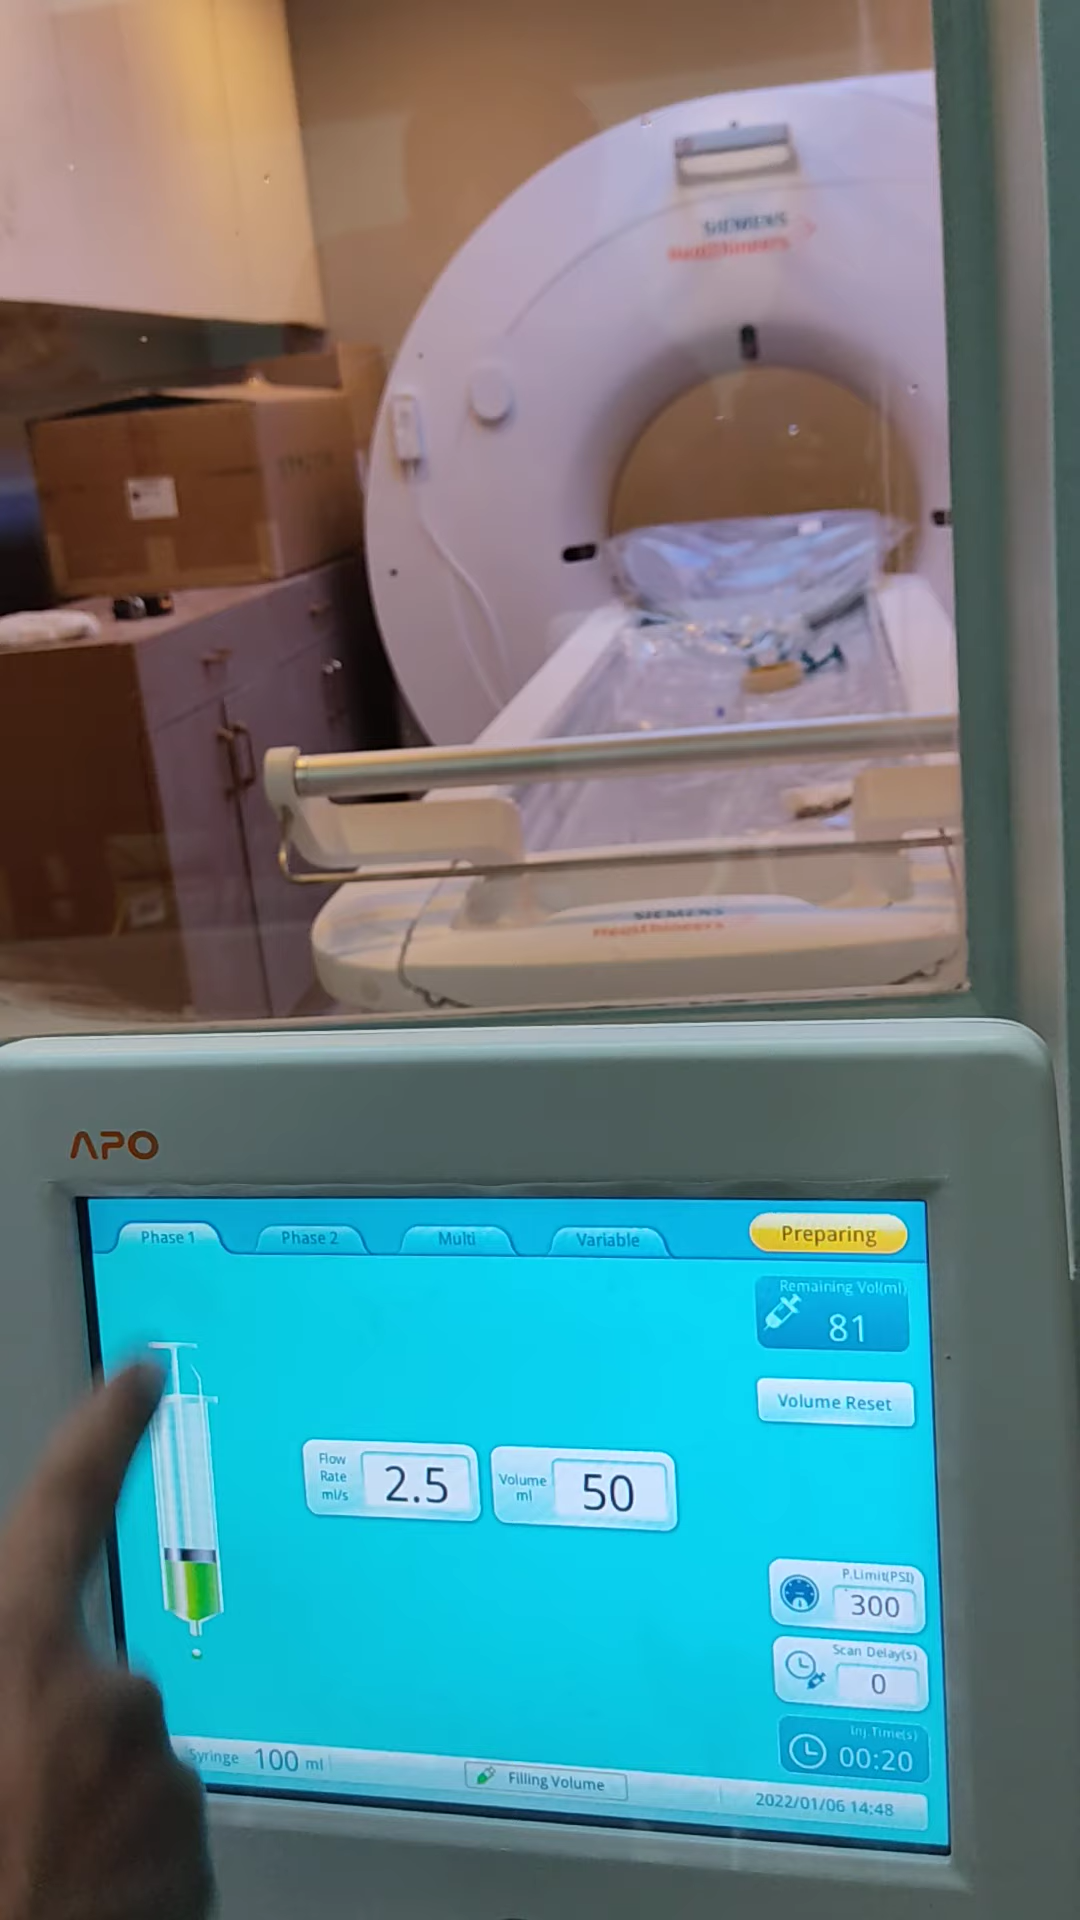 SIEMENS
Healthineers
SIEMENS
Healthineers
APO
Phase 1
Phase 2
Multi
Variable
Preparing
Remaining Vol(ml)
81
Volume Reset
Flow
Rate
ml/s
2.5
Volume
ml
50
P.Limit(PSI)
300
Scan Delay(s)
0
Inj.Time(s)
00:20
Syringe 100 ml
Filling Volume
2022/01/06 14:48